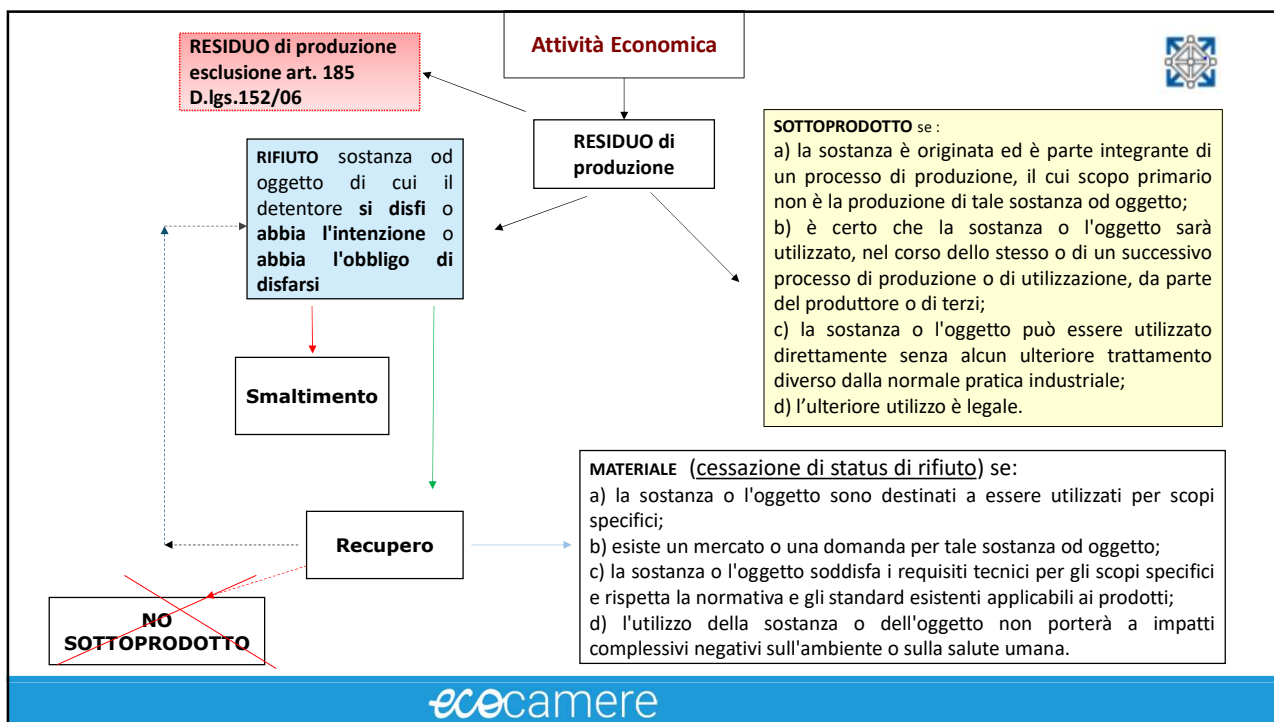 Attività Economica
RESIDUO di produzione
esclusione art. 185
D.lgs.152/06
RESIDUO di
produzione
RIFIUTO sostanza od
oggetto di cui il
detentore si disfi o
abbia l'intenzione o
abbia l'obbligo di
disfarsi
SOTTOPRODOTTO se :
a) la sostanza è originata ed è parte integrante di
un processo di produzione, il cui scopo primario
non è la produzione di tale sostanza od oggetto;
b) è certo che la sostanza o l'oggetto sarà
utilizzato, nel corso dello stesso o di un successivo
processo di produzione o di utilizzazione, da parte
del produttore o di terzi;
c) la sostanza o l'oggetto può essere utilizzato
direttamente senza alcun ulteriore trattamento
diverso dalla normale pratica industriale;
d) l’ulteriore utilizzo è legale.
Smaltimento
Recupero
NO
SOTTOPRODOTTO
MATERIALE (cessazione di status di rifiuto) se:
a) la sostanza o l'oggetto sono destinati a essere utilizzati per scopi
specifici;
b) esiste un mercato o una domanda per tale sostanza od oggetto;
c) la sostanza o l'oggetto soddisfa i requisiti tecnici per gli scopi specifici
e rispetta la normativa e gli standard esistenti applicabili ai prodotti;
d) l'utilizzo della sostanza o dell'oggetto non porterà a impatti
complessivi negativi sull'ambiente o sulla salute umana.
ecocamere